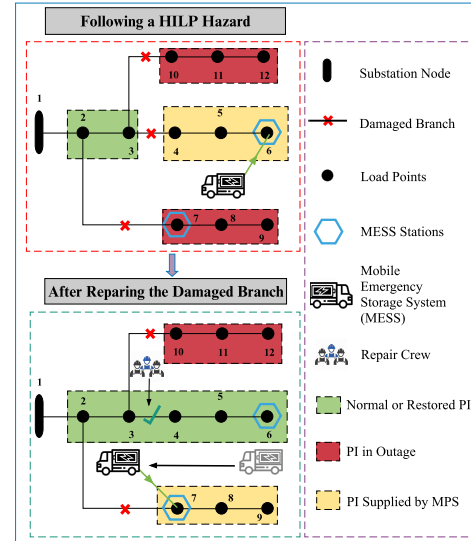 Following a HILP Hazard
10 11 12
1
2 3 4 5 6
7 8 9
After Reparing the Damaged Branch
10 11 12
1
2 3 4 5 6
7 8 9
Substation Node
Damaged Branch
Load Points
MESS Stations
Mobile
Emergency
Storage System
(MESS)
Repair Crew
Normal or Restored PI
PI in Outage
PI Supplied by MPS